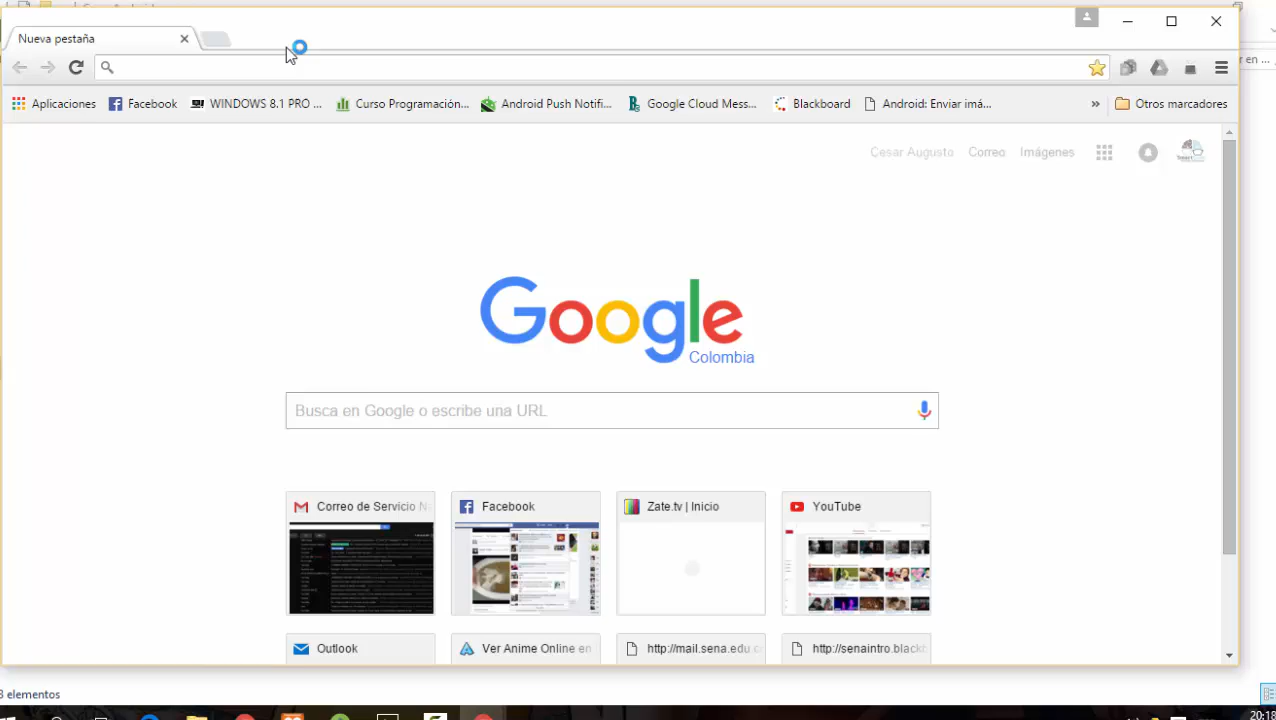 Nueva pestaña
Aplicaciones Facebook WINDOWS 8.1 PRO ... Curso Programación... Android Push Notifi... Google Cloud Mess... Blackboard Android: Enviar imá... » Otros marcadores
Cesar Augusto Correo Imágenes
Google
Colombia
Busca en Google o escribe una URL
Correo de Servicio N
Facebook
Zate.tv | Inicio
YouTube
Outlook
Ver Anime Online en
http://mail.sena.edu.c
http://senaintro.blackb
elementos
20:18